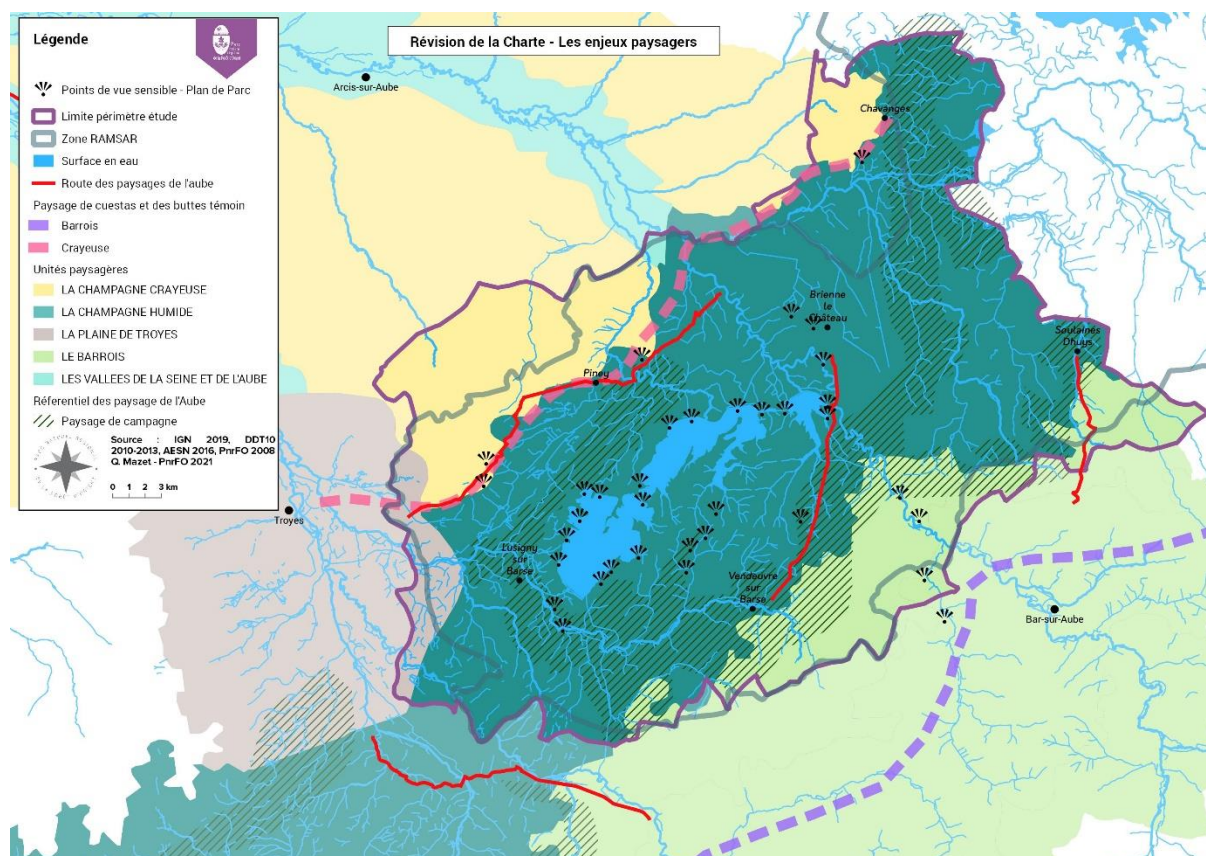 Légende
Révision de la Charte - Les enjeux paysagers
Points de vue sensible - Plan de Parc
Limite périmètre étude
Zone RAMSAR
Surface en eau
Route des paysages de l'aube
Paysage de cuestas et des buttes témoin
Barrois
Crayeuse
Unités paysagères
LA CHAMPAGNE CRAYEUSE
LA CHAMPAGNE HUMIDE
LA PLAINE DE TROYES
LE BARROIS
LES VALLEES DE LA SEINE ET DE L'AUBE
Réferentiel des paysage de l'Aube
Paysage de campagne
Source : IGN 2019, DDT10
2010-2013, AESN 2016, PnrFO 2008
Q. Mazet - PnrFO 2021
0 1 2 3 km
Arcis-sur-Aube
Chavanges
Brienne
le
Château
Soulaines
Dhuys
Piney
Troyes
Lusigny
sur
Barse
Vendeuvre
sur
Barse
Bar-sur-Aube